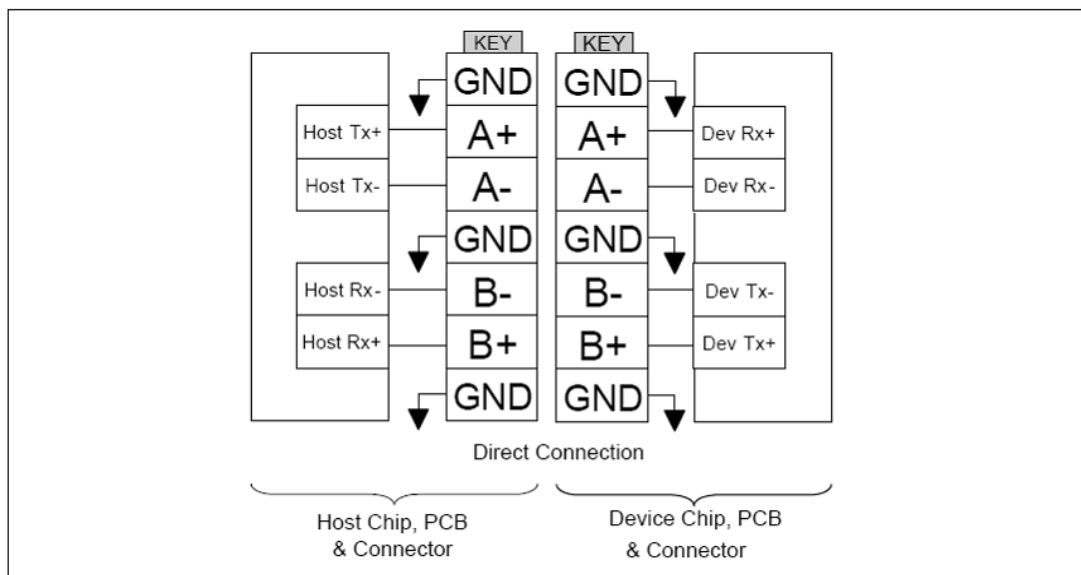 KEY KEY
GND GND
Host Tx+ A+ A+ Dev Rx+
Host Tx- A- A- Dev Rx-
GND GND
Host Rx- B- B- Dev Tx-
Host Rx+ B+ B+ Dev Tx+
GND GND
Direct Connection
Host Chip, PCB
& Connector
Device Chip, PCB
& Connector